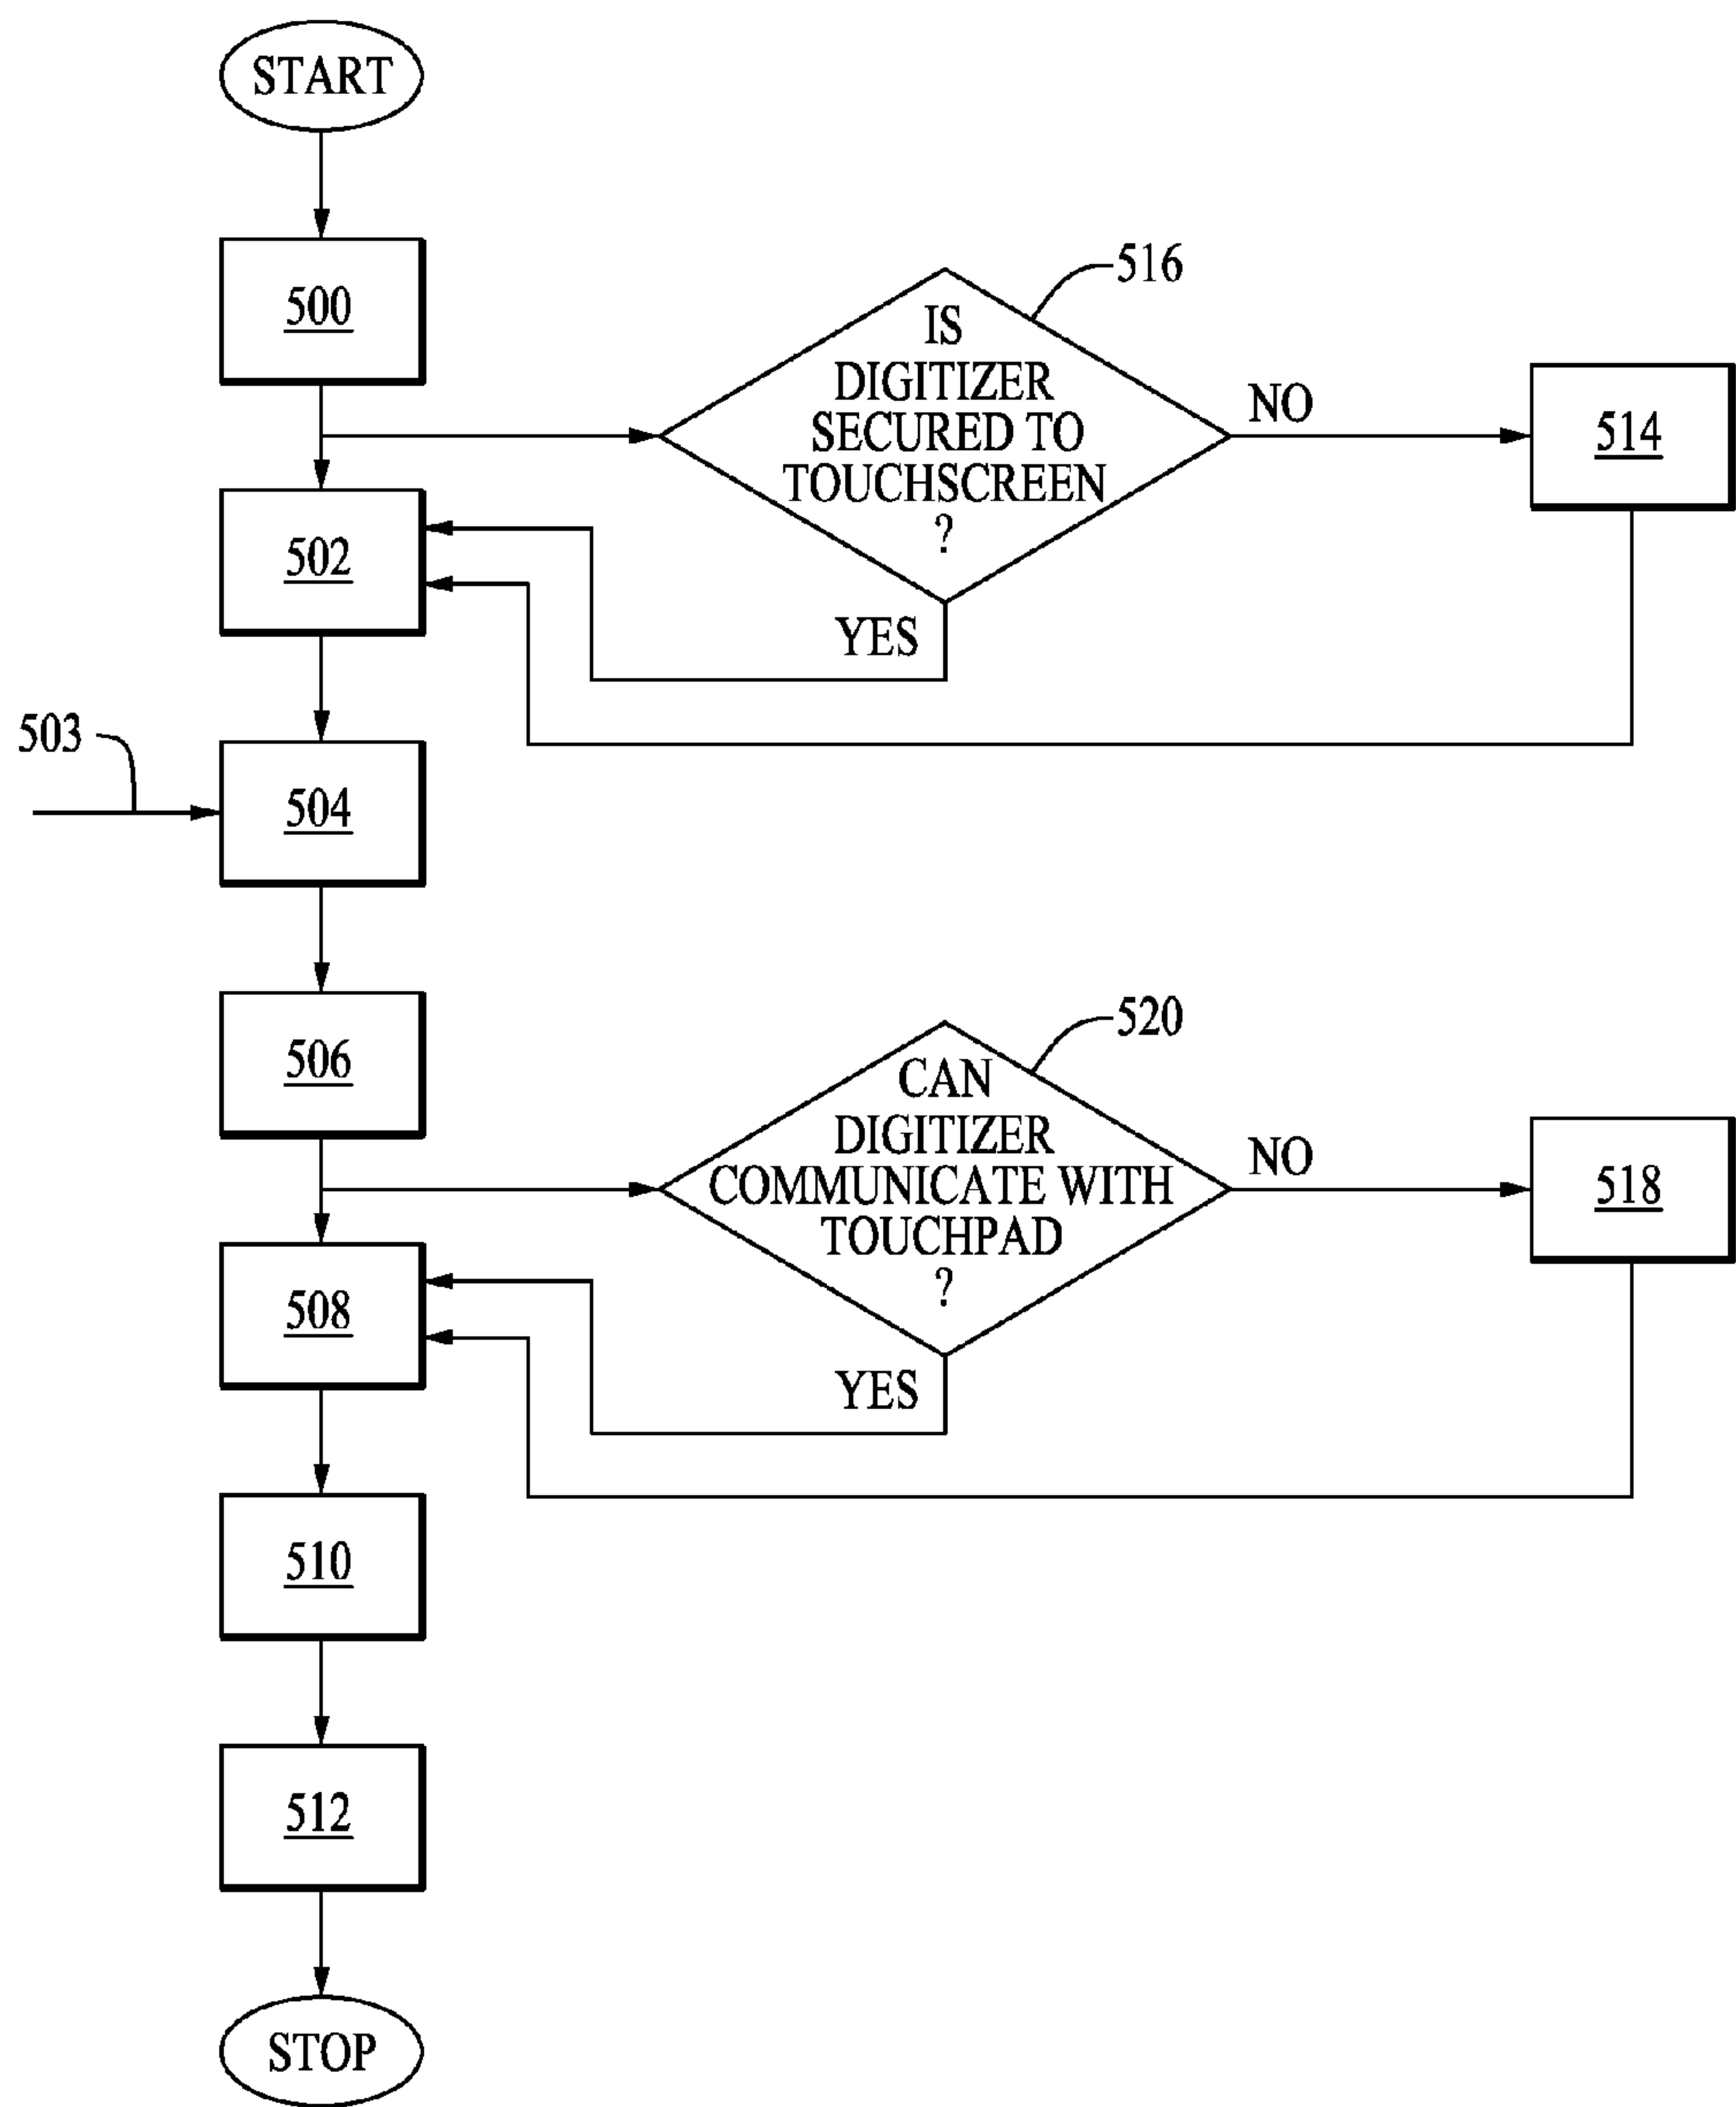 START
500
516
IS
DIGITIZER
SECURED TO
TOUCHSCREEN
?
NO
514
502
YES
503
504
506
520
CAN
DIGITIZER
COMMUNICATE WITH
TOUCHPAD
?
NO
518
508
YES
510
512
STOP